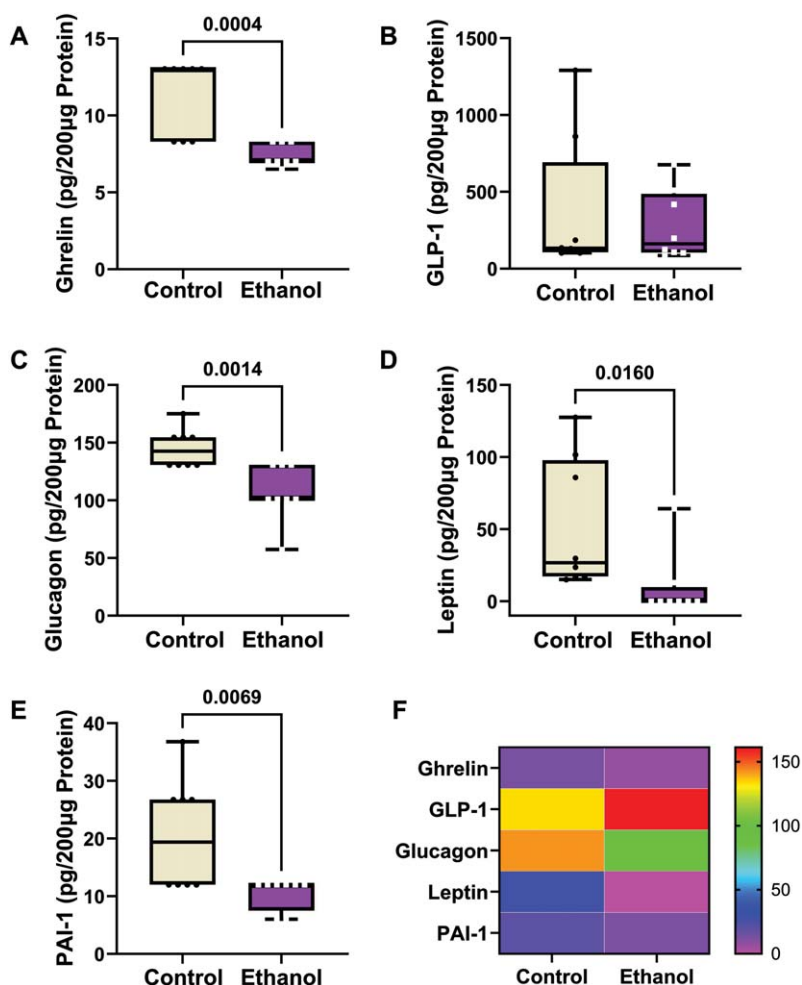 A
Ghrelin (pg/200µg Protein)
15
10
5
0
0.0004
Control
Ethanol
B
GLP-1 (pg/200µg Protein)
1500
1000
500
0
Control
Ethanol
C
Glucagon (pg/200µg Protein)
200
150
100
50
0
0.0014
Control
Ethanol
D
Leptin (pg/200µg Protein)
150
100
50
0
0.0160
Control
Ethanol
E
PAI-1 (pg/200µg Protein)
40
30
20
10
0
0.0069
Control
Ethanol
F
Ghrelin
GLP-1
Glucagon
Leptin
PAI-1
Control
Ethanol
150
100
50
0